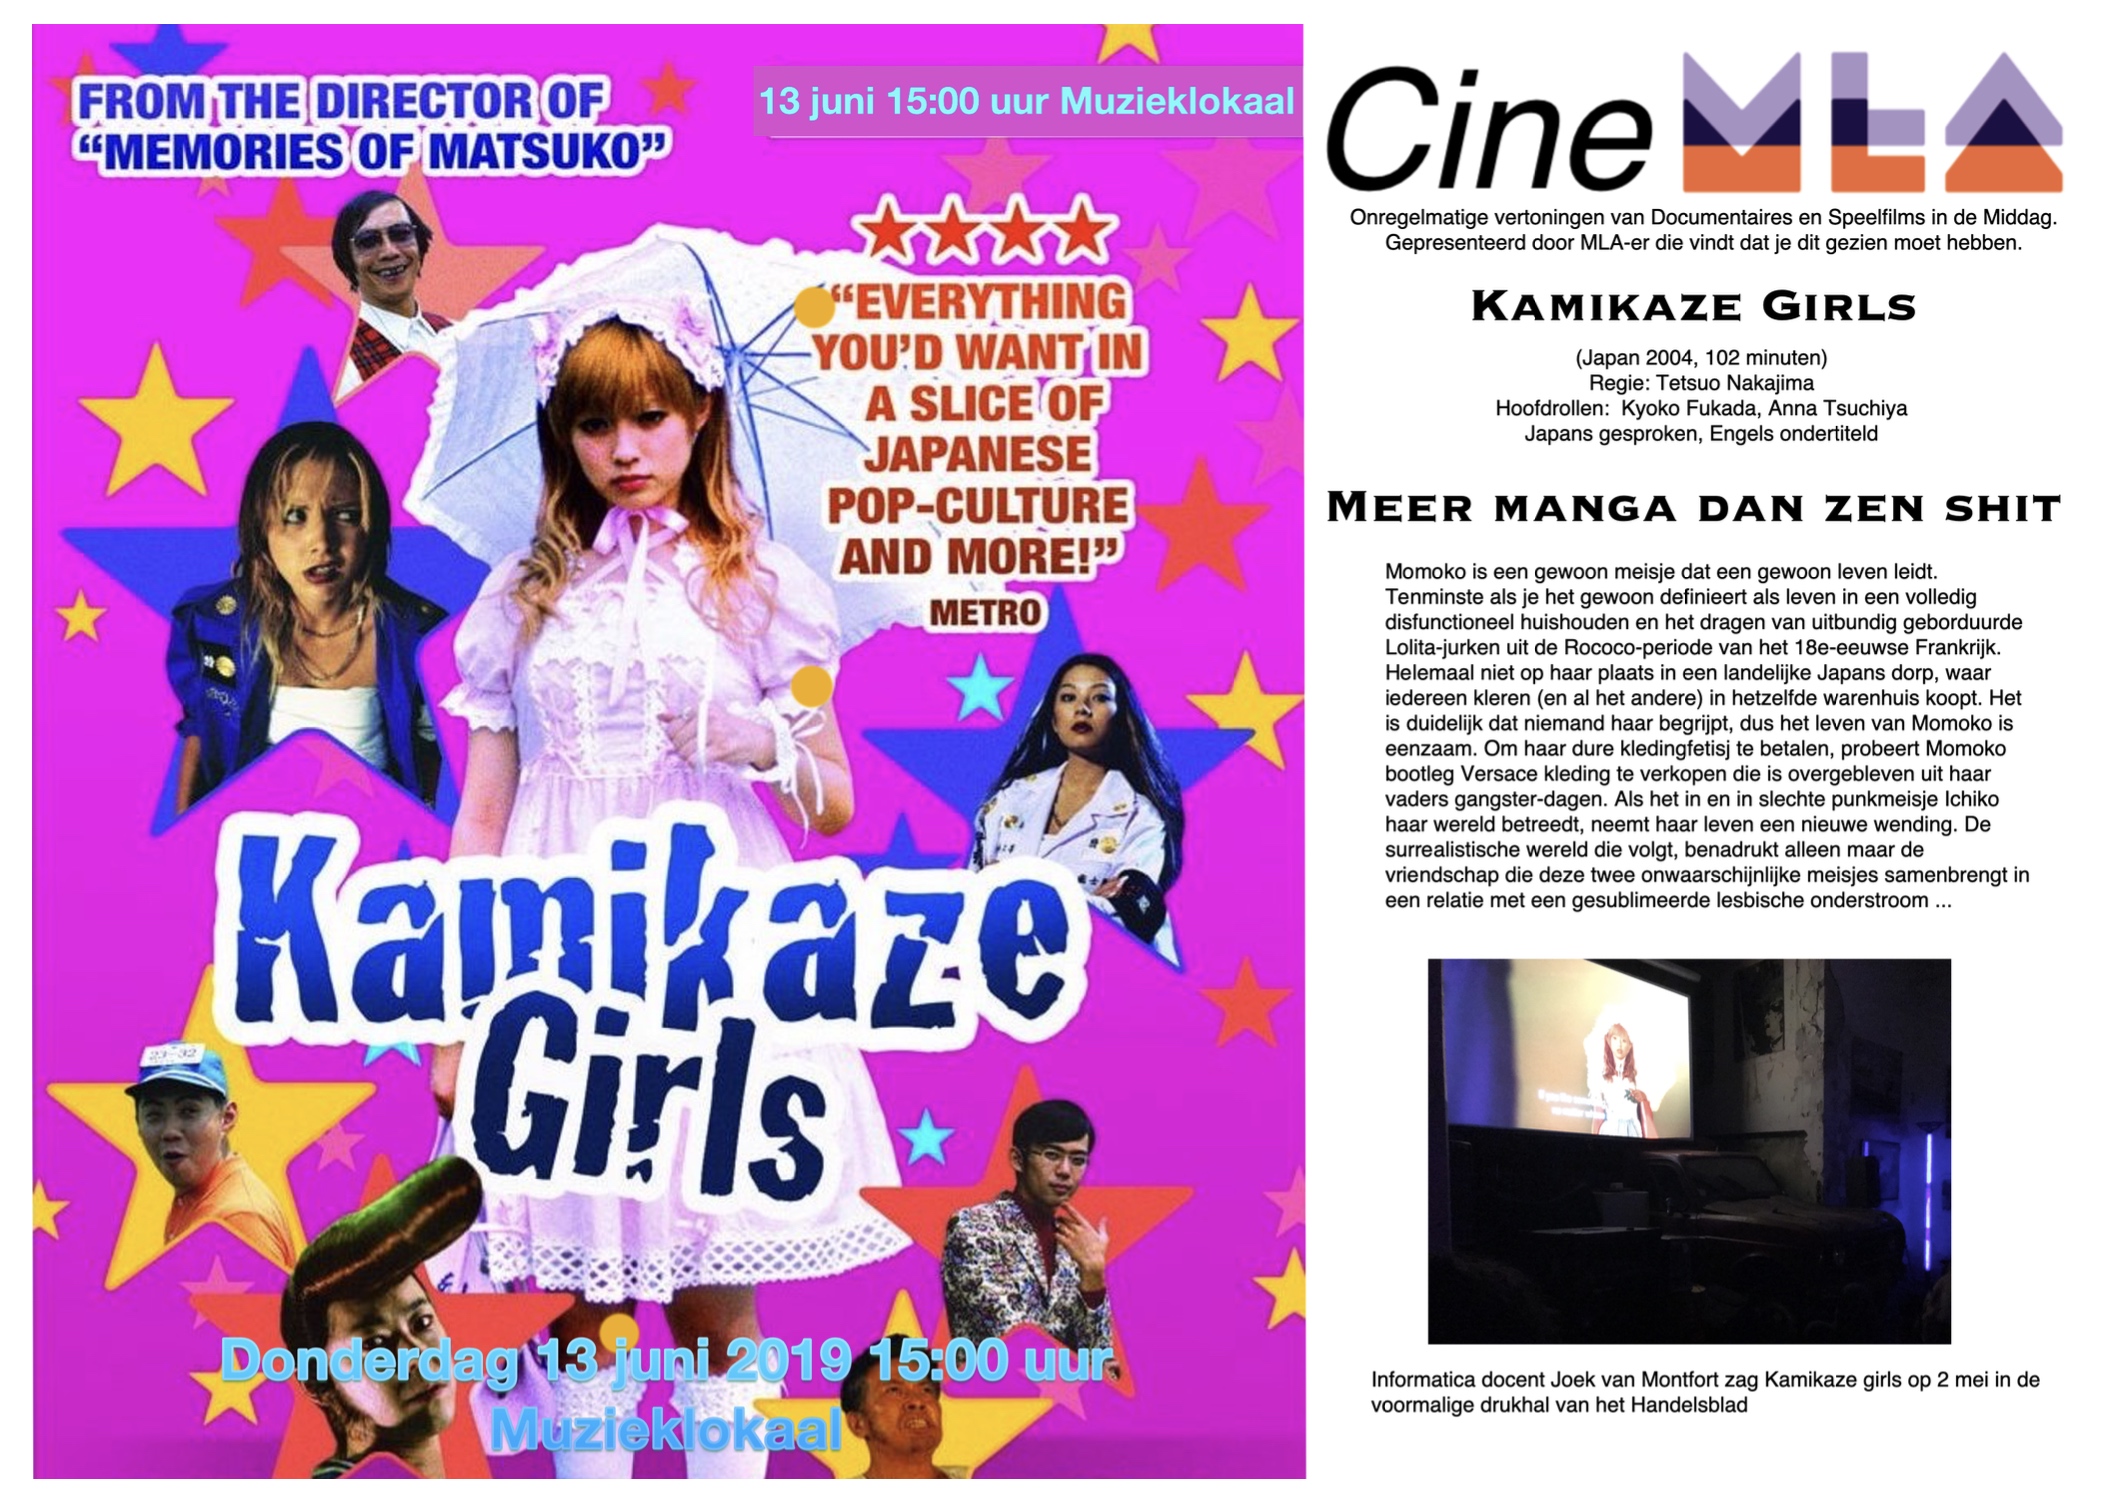 FROM THE DIRECTOR OF
“MEMORIES OF MATSUKO”
13 juni 15:00 uur Muzieklokaal
“EVERYTHING
YOU’D WANT IN
A SLICE OF
JAPANESE
POP-CULTURE
AND MORE!”
METRO
Kamikaze
Girls
23-32
Donderdag 13 juni 2019 15:00 uur
Muzieklokaal
Cine MLA
Onregelmatige vertoningen van Documentaires en Speelfilms in de Middag.
Gepresenteerd door MLA-er die vindt dat je dit gezien moet hebben.
KAMIKAZE GIRLS
(Japan 2004, 102 minuten)
Regie: Tetsuo Nakajima
Hoofdrollen:  Kyoko Fukada, Anna Tsuchiya
Japans gesproken, Engels ondertiteld
MEER MANGA DAN ZEN SHIT
Momoko is een gewoon meisje dat een gewoon leven leidt.
Tenminste als je het gewoon definieert als leven in een volledig
disfunctioneel huishouden en het dragen van uitbundig geborduurde
Lolita-jurken uit de Rococo-periode van het 18e-eeuwse Frankrijk.
Helemaal niet op haar plaats in een landelijke Japans dorp, waar
iedereen kleren (en al het andere) in hetzelfde warenhuis koopt. Het
is duidelijk dat niemand haar begrijpt, dus het leven van Momoko is
eenzaam. Om haar dure kledingfetisj te betalen, probeert Momoko
bootleg Versace kleding te verkopen die is overgebleven uit haar
vaders gangster-dagen. Als het in en in slechte punkmeisje Ichiko
haar wereld betreedt, neemt haar leven een nieuwe wending. De
surrealistische wereld die volgt, benadrukt alleen maar de
vriendschap die deze twee onwaarschijnlijke meisjes samenbrengt in
een relatie met een gesublimeerde lesbische onderstroom ...
Informatica docent Joek van Montfort zag Kamikaze girls op 2 mei in de
voormalige drukhal van het Handelsblad